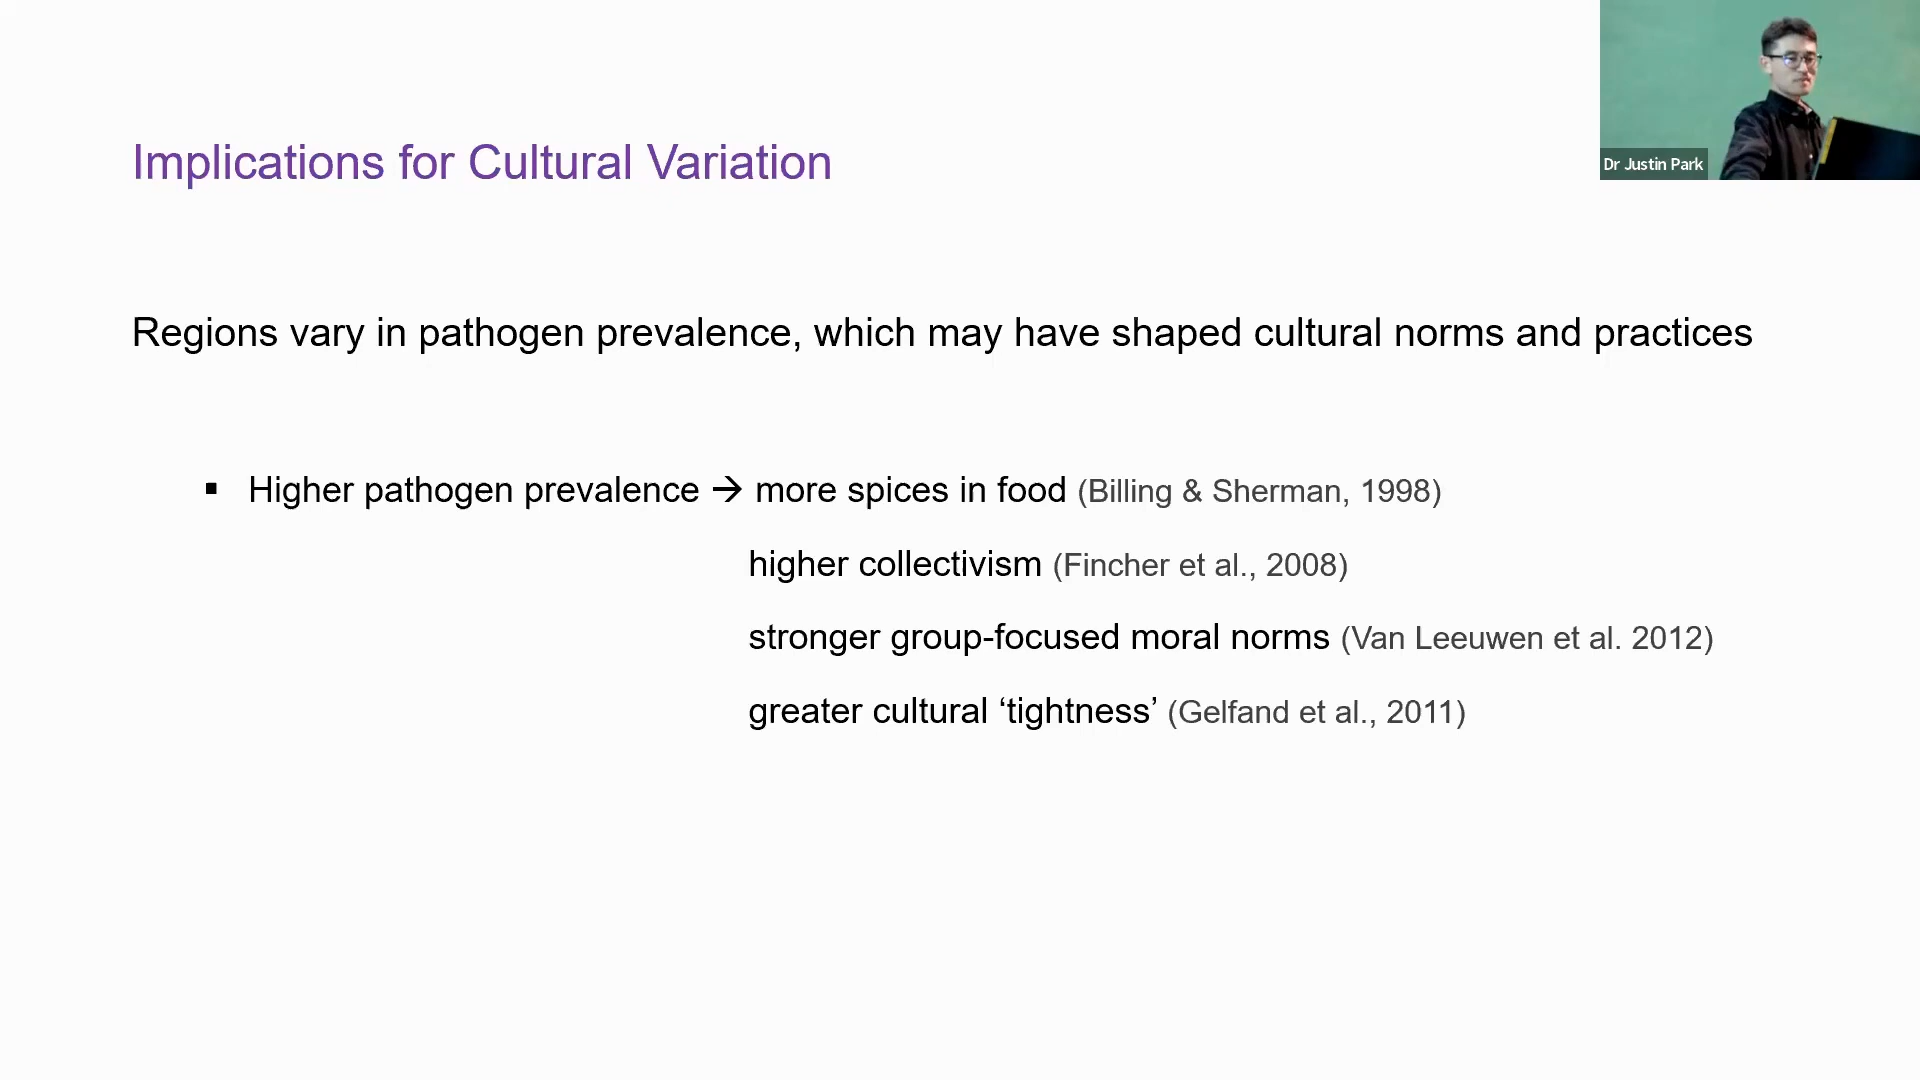 Dr Justin Park
Implications for Cultural Variation
Regions vary in pathogen prevalence, which may have shaped cultural norms and practices
▪ Higher pathogen prevalence → more spices in food (Billing & Sherman, 1998)
higher collectivism (Fincher et al., 2008)
stronger group-focused moral norms (Van Leeuwen et al. 2012)
greater cultural ‘tightness’ (Gelfand et al., 2011)